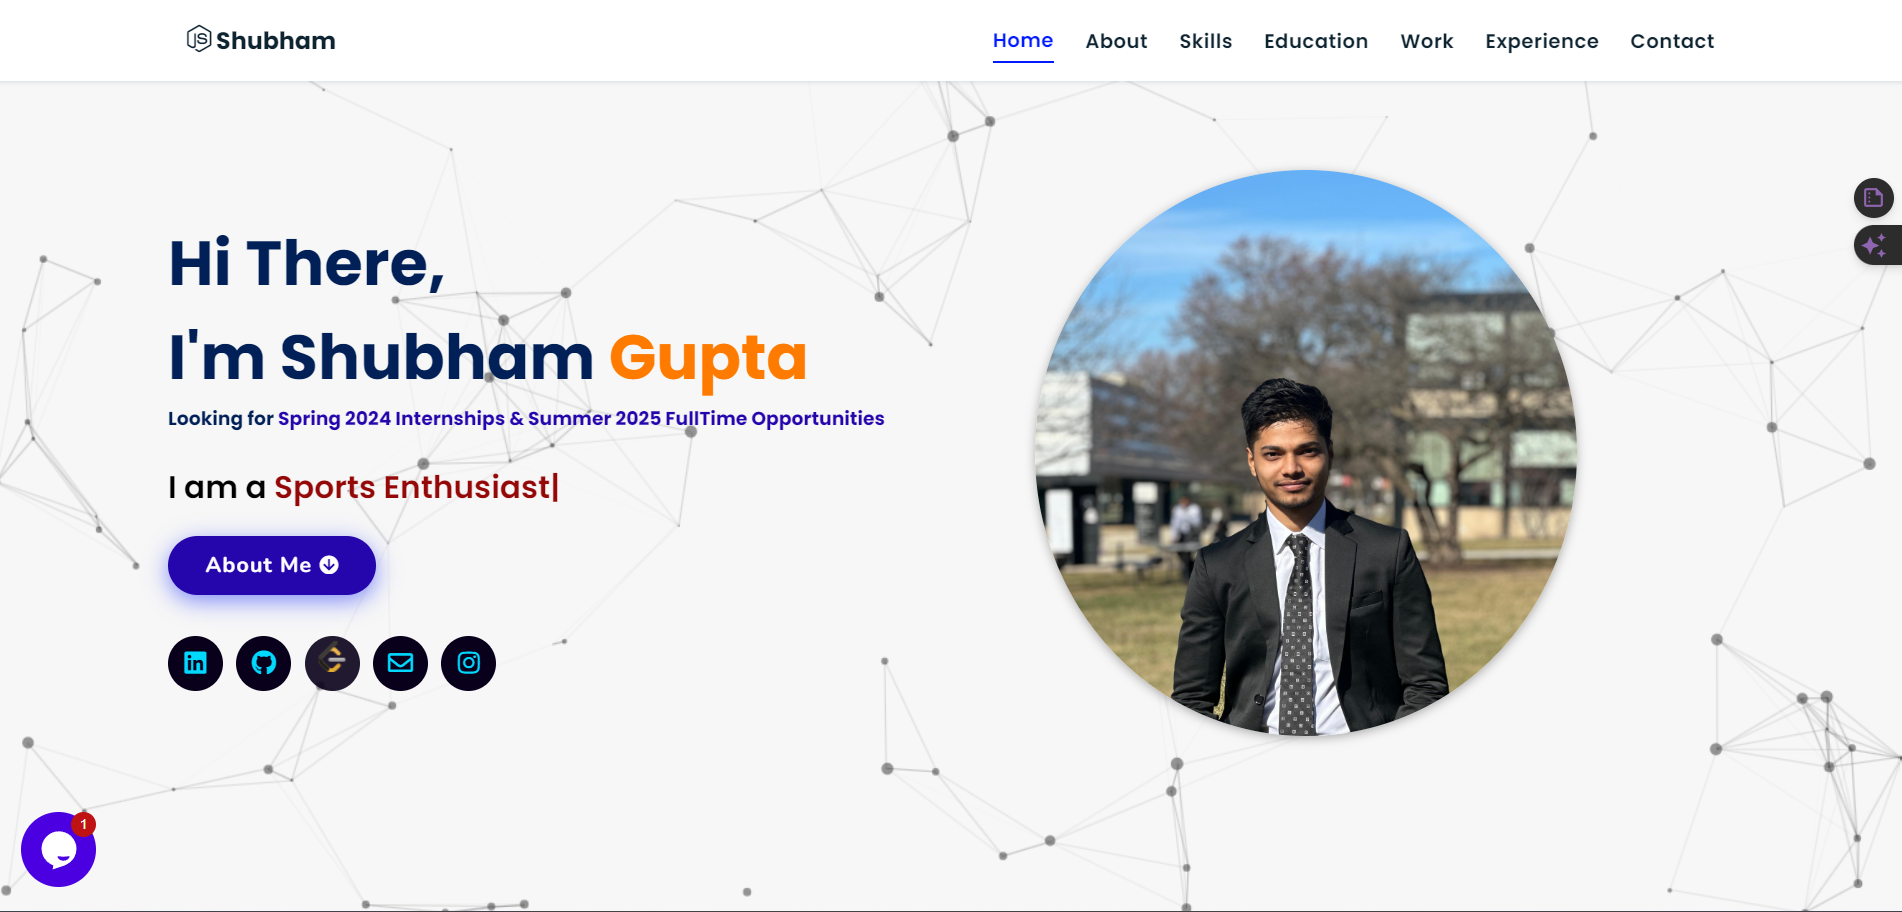 Shubham
Home About Skills Education Work Experience Contact
Hi There,
I'm Shubham Gupta
Looking for Spring 2024 Internships & Summer 2025 FullTime Opportunities
I am a Sports Enthusiast|
About Me
1